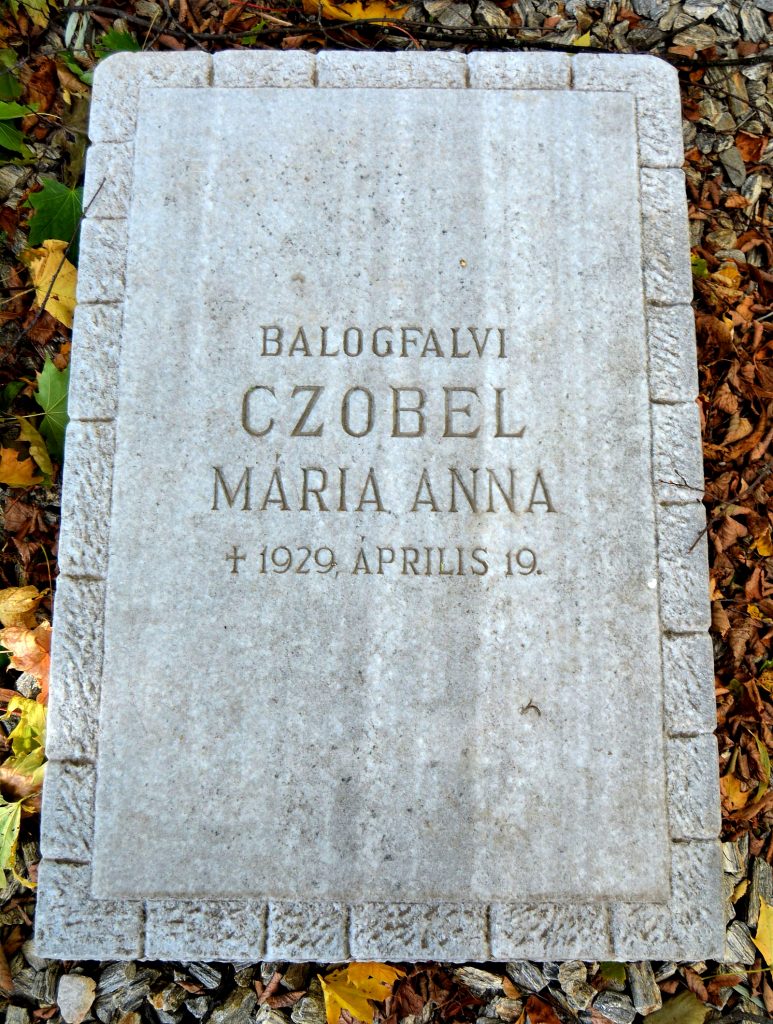 BALOGFALVI
CZOBEL
MÁRIA ANNA
† 1929. ÁPRILIS 19.